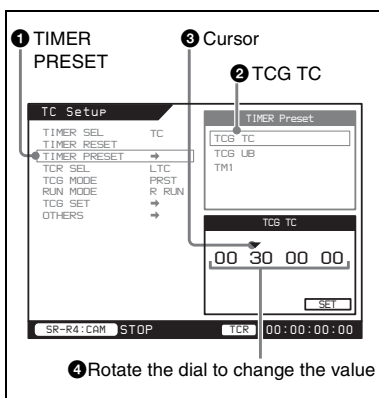 ❶ TIMER PRESET
❸ Cursor
❷ TCG TC
TC Setup
TIMER SEL TC
TIMER RESET
TIMER PRESET ➔
TCR SEL LTC
TCG MODE PRST
RUN MODE R RUN
TCG SET ➔
OTHERS ➔
TIMER Preset
TCG TC
TCG UB
TM1
TCG TC
00 30 00 00
SET
SR-R4:CAM STOP TCR 00:00:00:00
❹ Rotate the dial to change the value